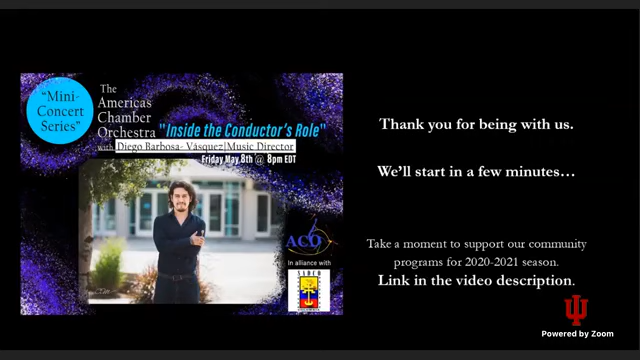 "Mini-
Concert
Series"
The
Americas
Chamber
Orchestra
with Diego Barbosa- Vásquez|Music Director
"Inside the Conductor's Role"
Friday May 8th @ 8pm EDT
ACO
In alliance with
Thank you for being with us.
We'll start in a few minutes…
Take a moment to support our community
programs for 2020-2021 season.
Link in the video description.
Powered by Zoom